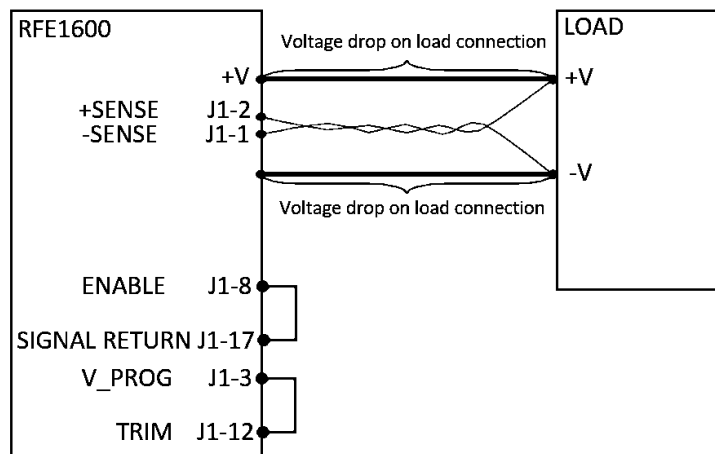 RFE1600
Voltage drop on load connection
LOAD
+V
+V
+SENSE J1-2
-SENSE J1-1
-V
Voltage drop on load connection
ENABLE J1-8
SIGNAL RETURN J1-17
V_PROG J1-3
TRIM J1-12